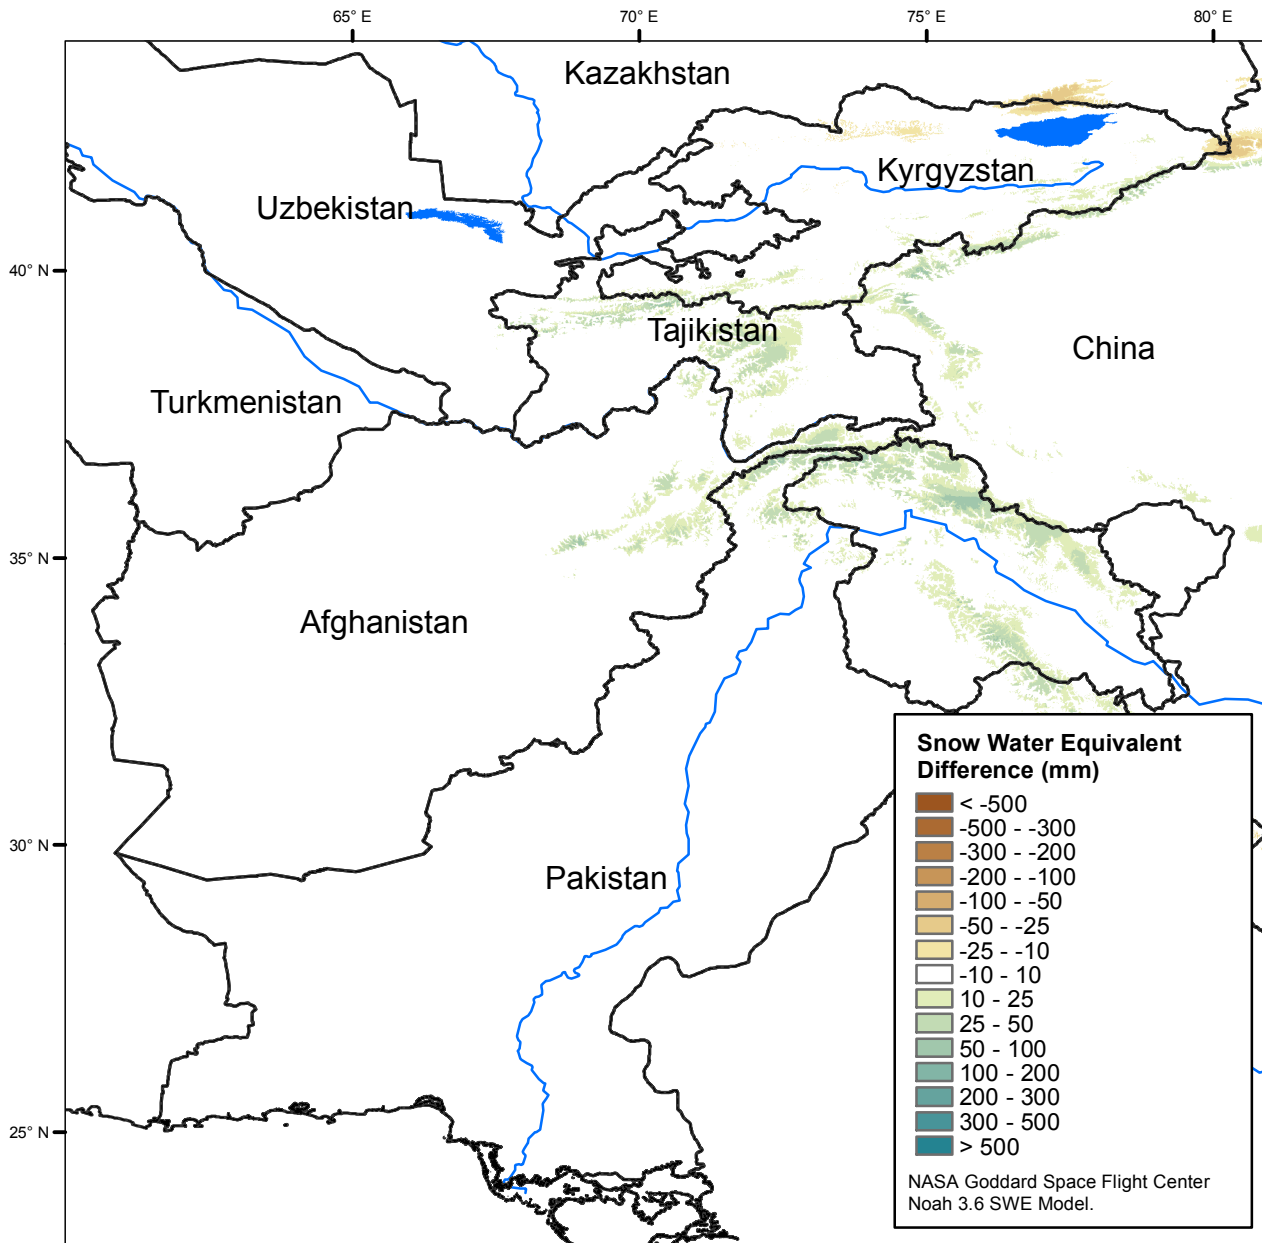 65° E
70° E
75° E
80° E
Kazakhstan
Kyrgyzstan
Uzbekistan
40° N
Tajikistan
China
Turkmenistan
35° N
Afghanistan
30° N
Pakistan
25° N
Snow Water Equivalent
Difference (mm)
< -500
-500 - -300
-300 - -200
-200 - -100
-100 - -50
-50 - -25
-25 - -10
-10 - 10
10 - 25
25 - 50
50 - 100
100 - 200
200 - 300
300 - 500
> 500
NASA Goddard Space Flight Center
Noah 3.6 SWE Model.